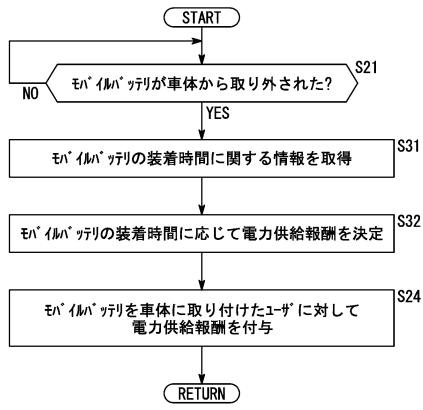 START
S21
ﾓﾊﾞｲﾙﾊﾞｯﾃﾘが車体から取り外された?
NO
YES
S31
ﾓﾊﾞｲﾙﾊﾞｯﾃﾘの装着時間に関する情報を取得
S32
ﾓﾊﾞｲﾙﾊﾞｯﾃﾘの装着時間に応じて電力供給報酬を決定
S24
ﾓﾊﾞｲﾙﾊﾞｯﾃﾘを車体に取り付けたﾕｰｻﾞに対して
電力供給報酬を付与
RETURN